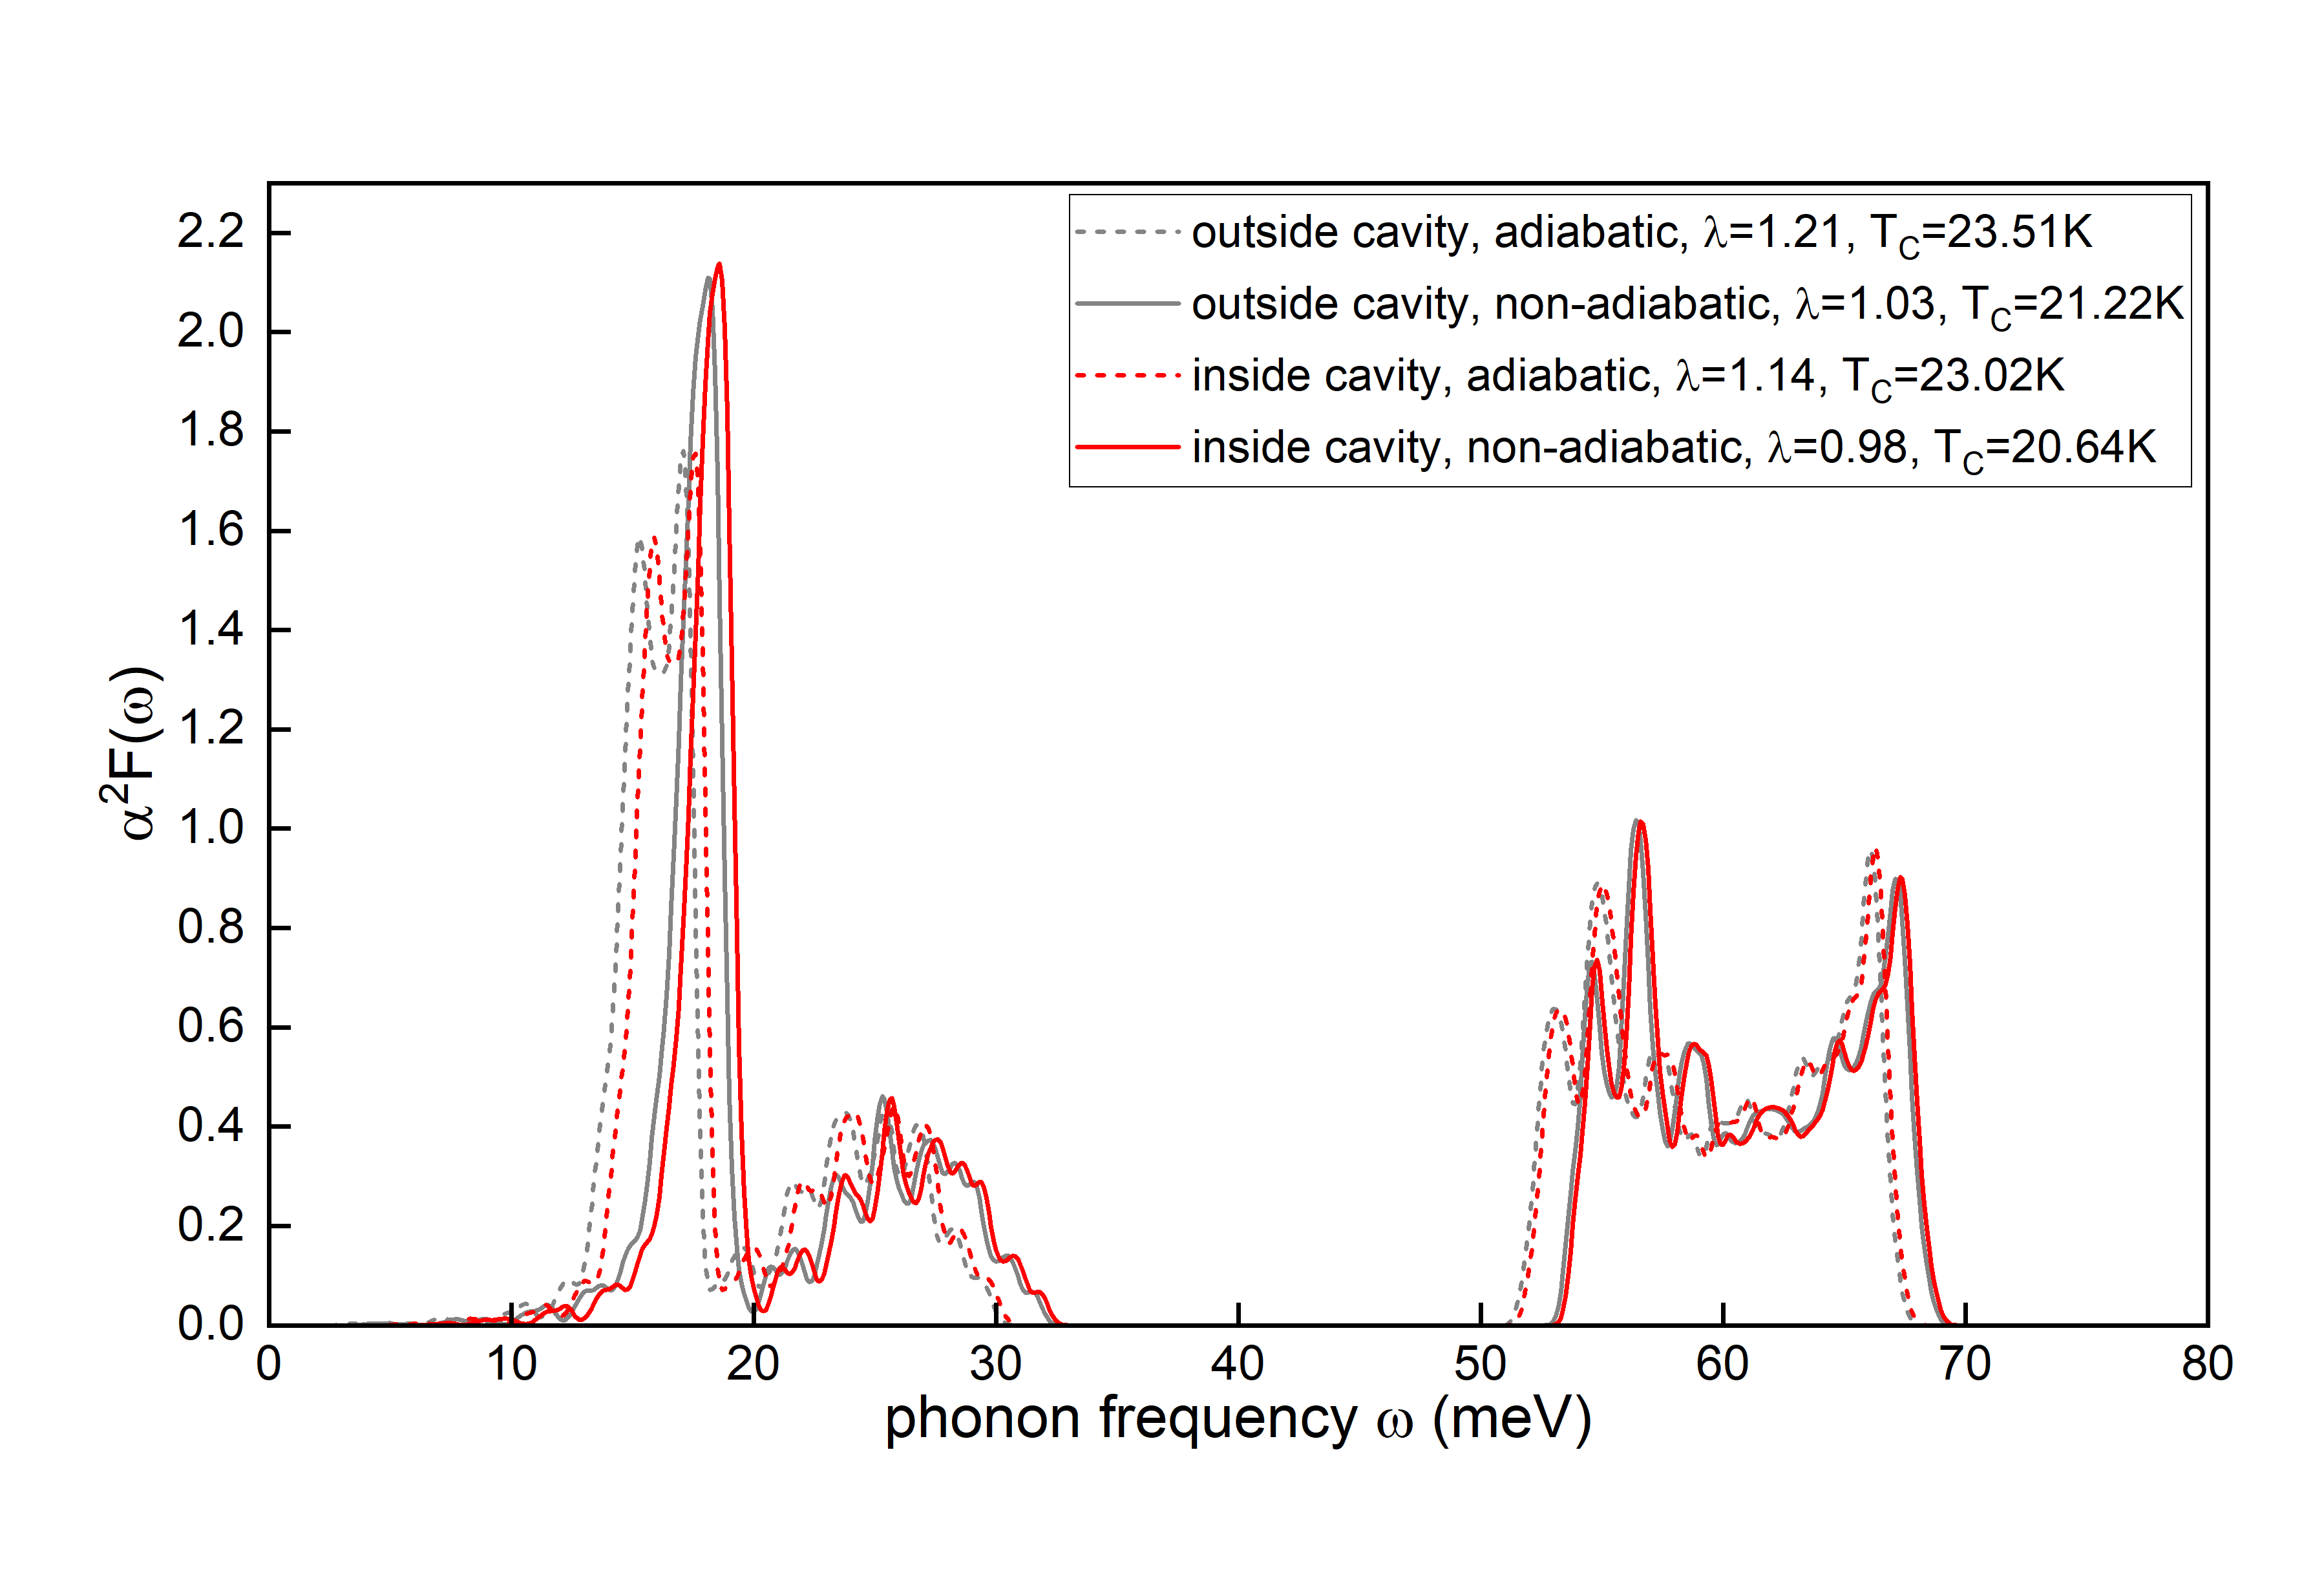 2.2
2.0
1.8
1.6
1.4
1.2
1.0
0.8
0.6
0.4
0.2
0.0
α²F(ω)
outside cavity, adiabatic, λ=1.21, T_C=23.51K
outside cavity, non-adiabatic, λ=1.03, T_C=21.22K
inside cavity, adiabatic, λ=1.14, T_C=23.02K
inside cavity, non-adiabatic, λ=0.98, T_C=20.64K
0 10 20 30 40 50 60 70 80
phonon frequency ω (meV)